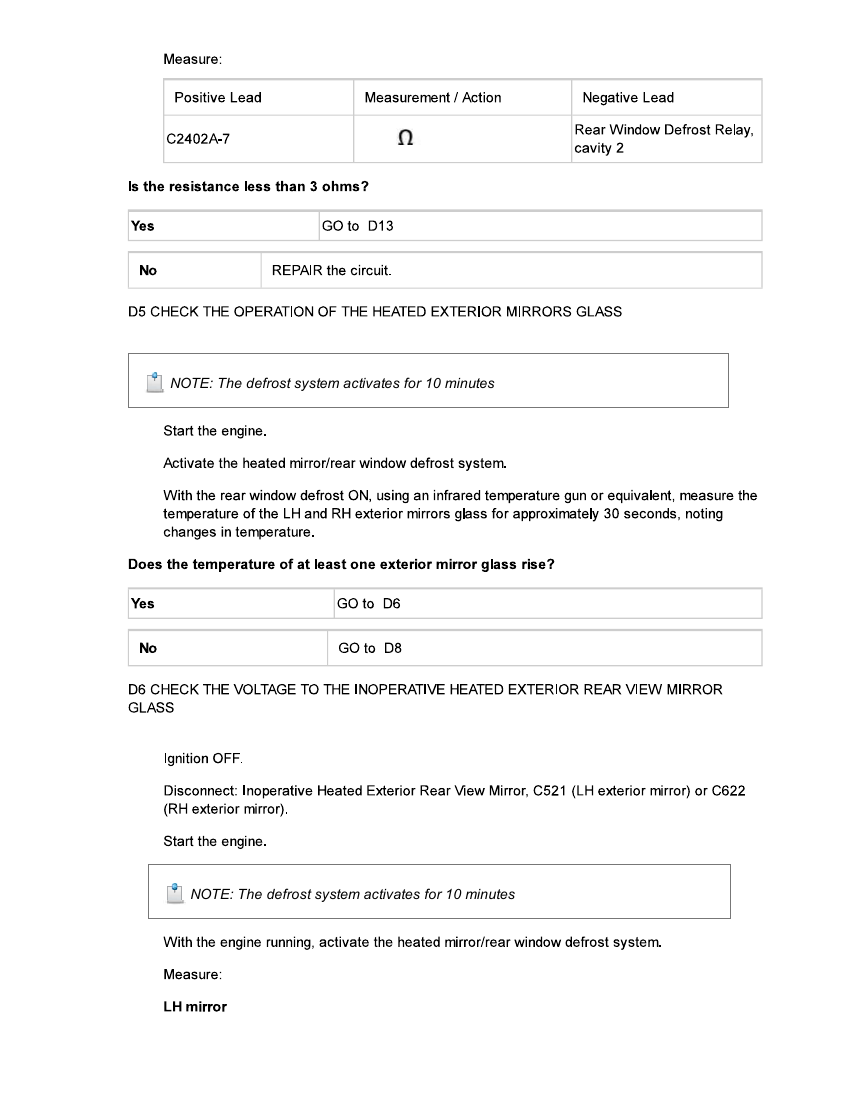 Measure:
Positive Lead Measurement / Action Negative Lead
C2402A-7 Ω Rear Window Defrost Relay,
cavity 2
Is the resistance less than 3 ohms?
Yes GO to D13
No REPAIR the circuit.
D5 CHECK THE OPERATION OF THE HEATED EXTERIOR MIRRORS GLASS
NOTE: The defrost system activates for 10 minutes
Start the engine.
Activate the heated mirror/rear window defrost system.
With the rear window defrost ON, using an infrared temperature gun or equivalent, measure the
temperature of the LH and RH exterior mirrors glass for approximately 30 seconds, noting
changes in temperature.
Does the temperature of at least one exterior mirror glass rise?
Yes GO to D6
No GO to D8
D6 CHECK THE VOLTAGE TO THE INOPERATIVE HEATED EXTERIOR REAR VIEW MIRROR
GLASS
Ignition OFF.
Disconnect: Inoperative Heated Exterior Rear View Mirror, C521 (LH exterior mirror) or C622
(RH exterior mirror).
Start the engine.
NOTE: The defrost system activates for 10 minutes
With the engine running, activate the heated mirror/rear window defrost system.
Measure:
LH mirror